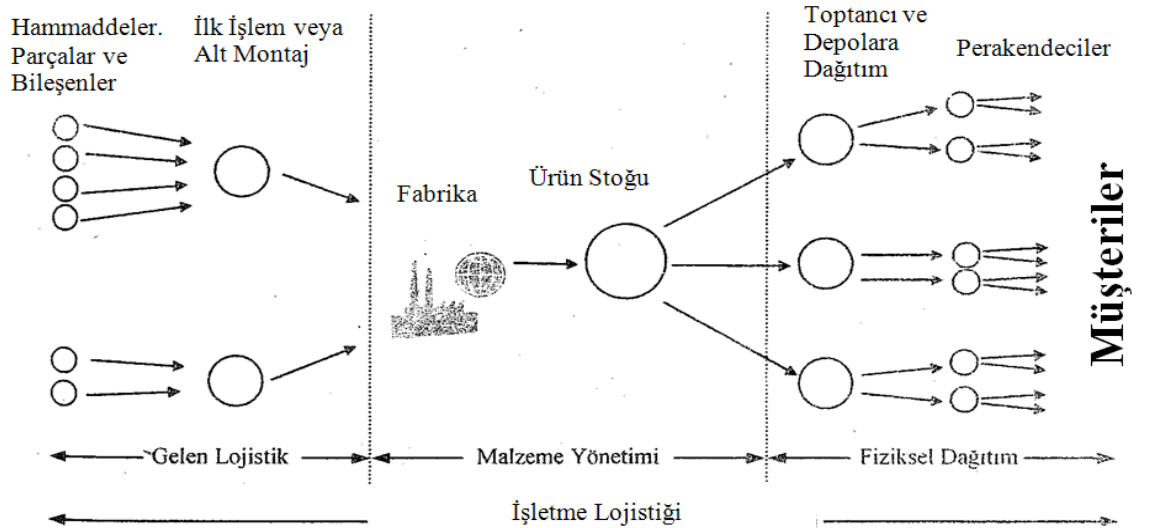 Hammaddeler.
Parçalar ve
Bileşenler
İlk İşlem veya
Alt Montaj
Toptancı ve
Depolara
Dağıtım
Perakendeciler
Fabrika
Ürün Stoğu
Müşteriler
Gelen Lojistik
Malzeme Yönetimi
Fiziksel Dağıtım
İşletme Lojistiği